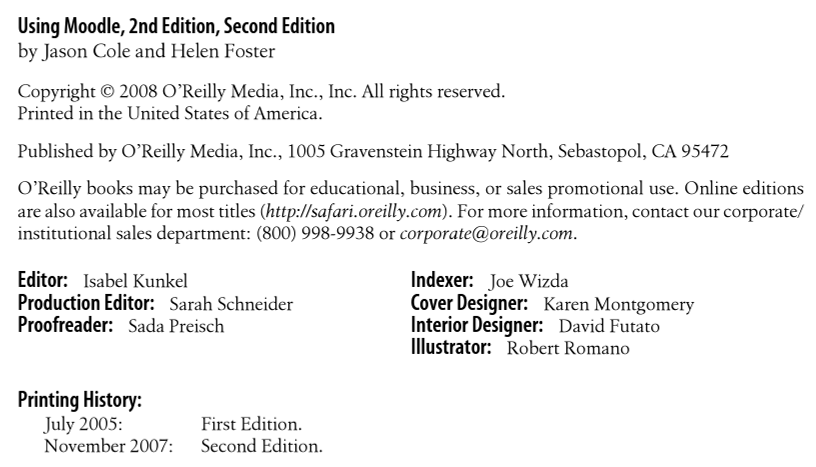 Using Moodle, 2nd Edition, Second Edition
by Jason Cole and Helen Foster
Copyright © 2008 O’Reilly Media, Inc., Inc. All rights reserved.
Printed in the United States of America.
Published by O’Reilly Media, Inc., 1005 Gravenstein Highway North, Sebastopol, CA 95472
O’Reilly books may be purchased for educational, business, or sales promotional use. Online editions
are also available for most titles (http://safari.oreilly.com). For more information, contact our corporate/
institutional sales department: (800) 998-9938 or corporate@oreilly.com.
Editor: Isabel Kunkel
Production Editor: Sarah Schneider
Proofreader: Sada Preisch
Indexer: Joe Wizda
Cover Designer: Karen Montgomery
Interior Designer: David Futato
Illustrator: Robert Romano
Printing History:
July 2005: First Edition.
November 2007: Second Edition.